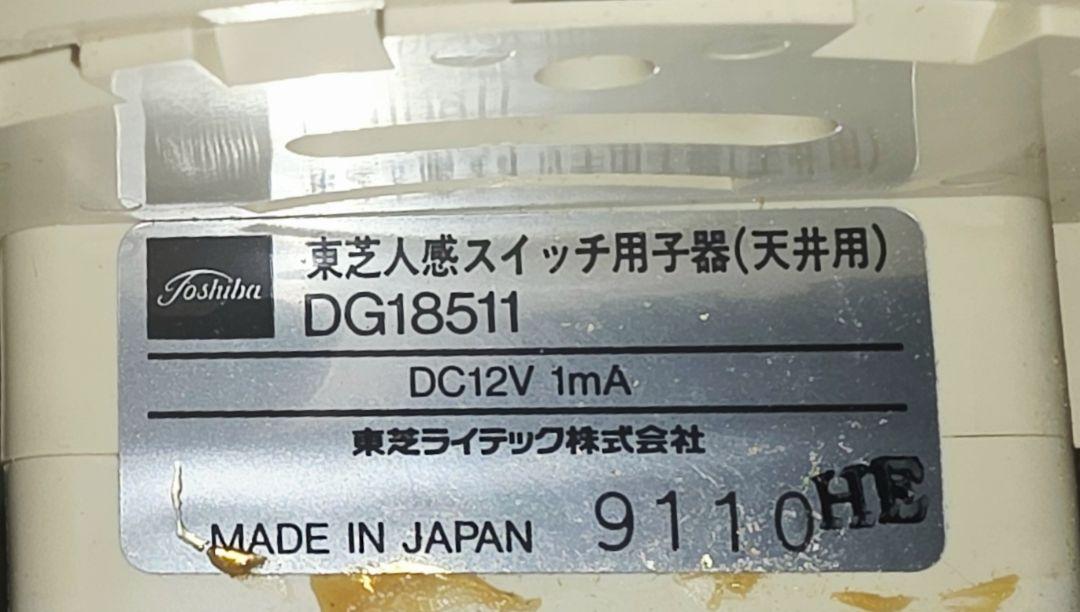 Toshiba
東芝人感スイッチ用子器(天井用)
DG18511
DC12V 1mA
東芝ライテック株式会社
MADE IN JAPAN 9110HE